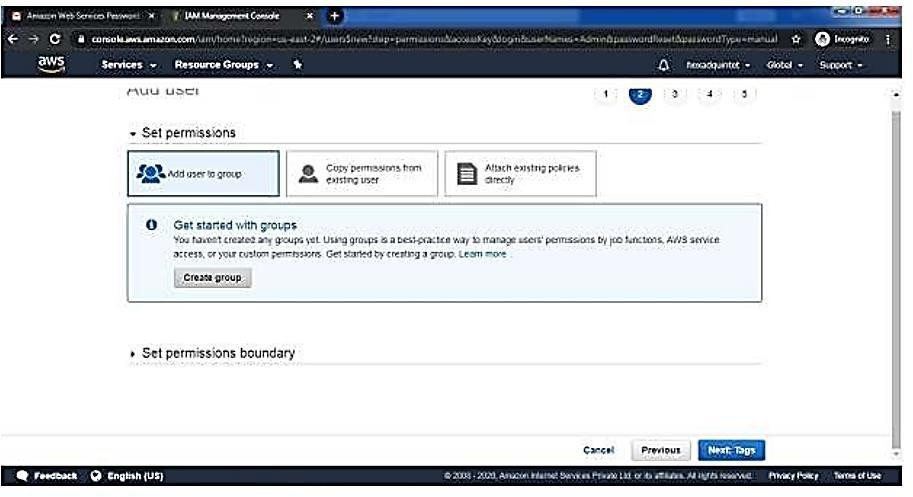 Amazon Web Services Password
IAM Management Console
console.aws.amazon.com/iam/home?region=us-east-2#/users$new?step=permissions&accessKey&login&userNames=Admin&passwordReset&passwordType=manual
Incognito
aws
Services
Resource Groups
hexadquintet
Global
Support
Add user
1 2 3 4 5
Set permissions
Add user to group
Copy permissions from
existing user
Attach existing policies
directly
Get started with groups
You haven't created any groups yet. Using groups is a best-practice way to manage users' permissions by job functions, AWS service
access, or your custom permissions. Get started by creating a group. Learn more
Create group
Set permissions boundary
Cancel
Previous
Next: Tags
Feedback
English (US)
© 2008 - 2020, Amazon Internet Services Private Ltd. or its affiliates. All rights reserved.
Privacy Policy
Terms of Use